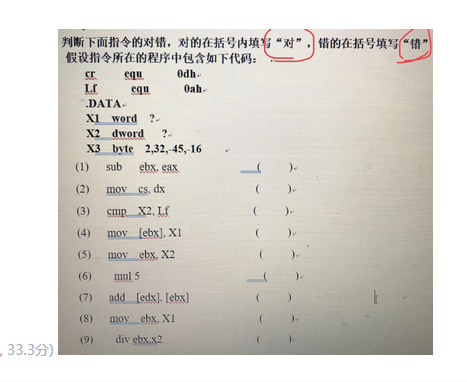 判断下面指令的对错，对的在括号内填写“对”，错的在括号填写“错”
假设指令所在的程序中包含如下代码：
cr equ 0dh
Lf equ 0ah
.DATA
X1 word ?
X2 dword ?
X3 byte 2,32,-45,-16
(1) sub ebx, eax ( )
(2) mov cs, dx ( )
(3) cmp X2, Lf ( )
(4) mov [ebx], X1 ( )
(5) mov ebx, X2 ( )
(6) mul 5 ( )
(7) add [edx], [ebx] ( )
(8) mov ebx, X1 ( )
(9) div ebx,x2 ( )
, 33.3分)